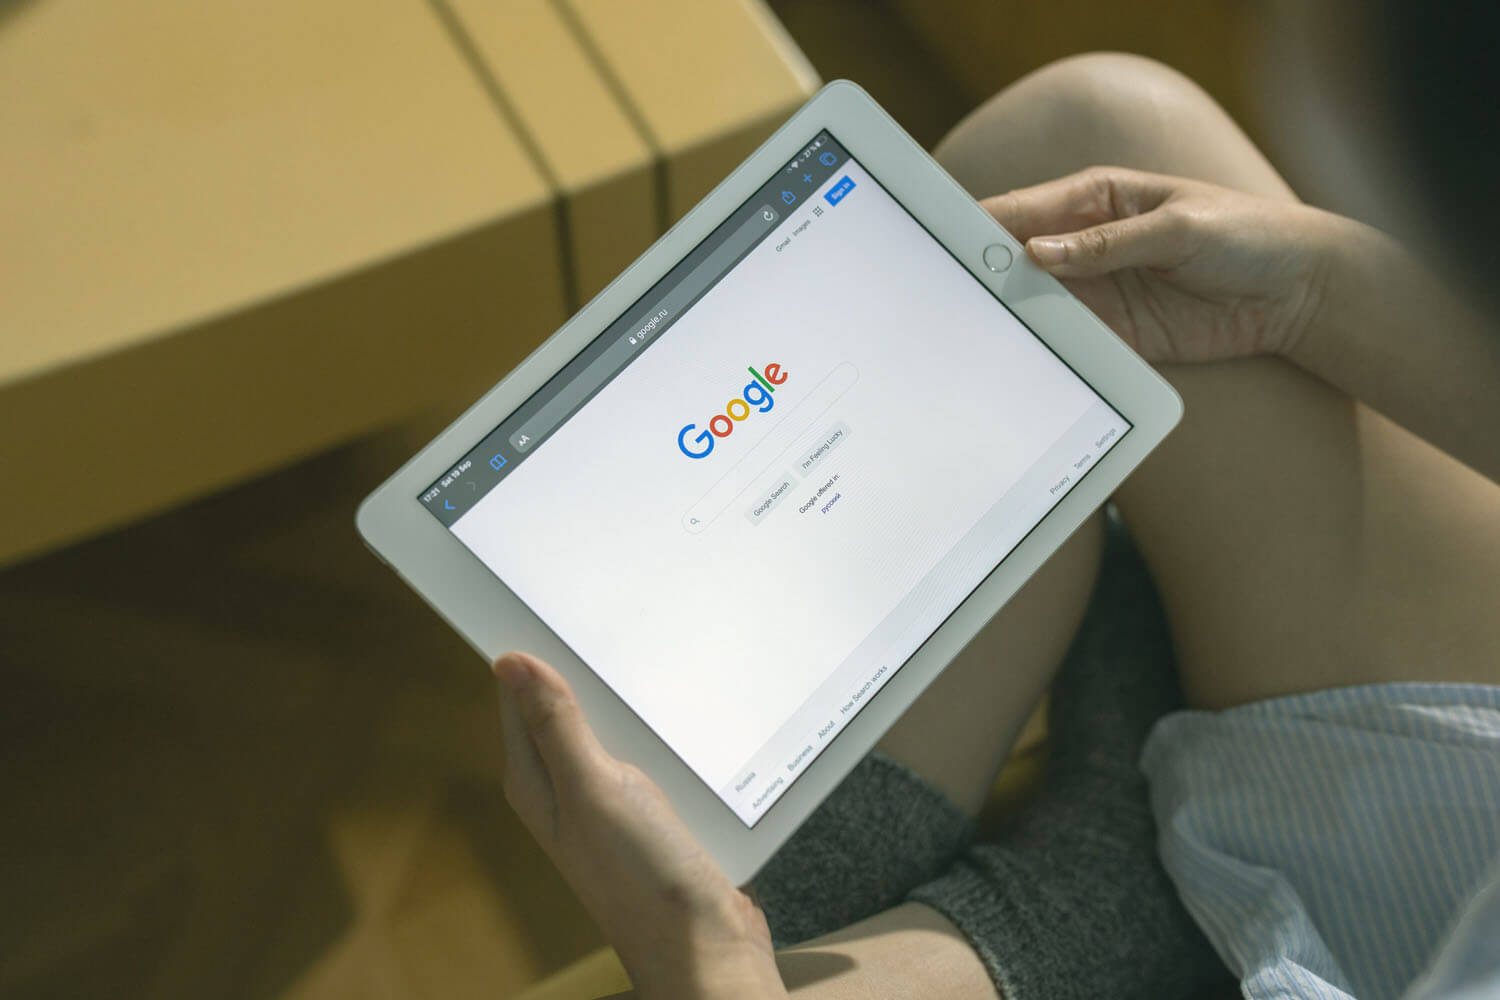 17:21 Sat 19 Sep
27 %
AA
google.ru
Gmail Images
Sign in
Google
Google Search
I'm Feeling Lucky
Google offered in:
русский
Russia
Advertising Business About How Search works
Privacy Terms Settings